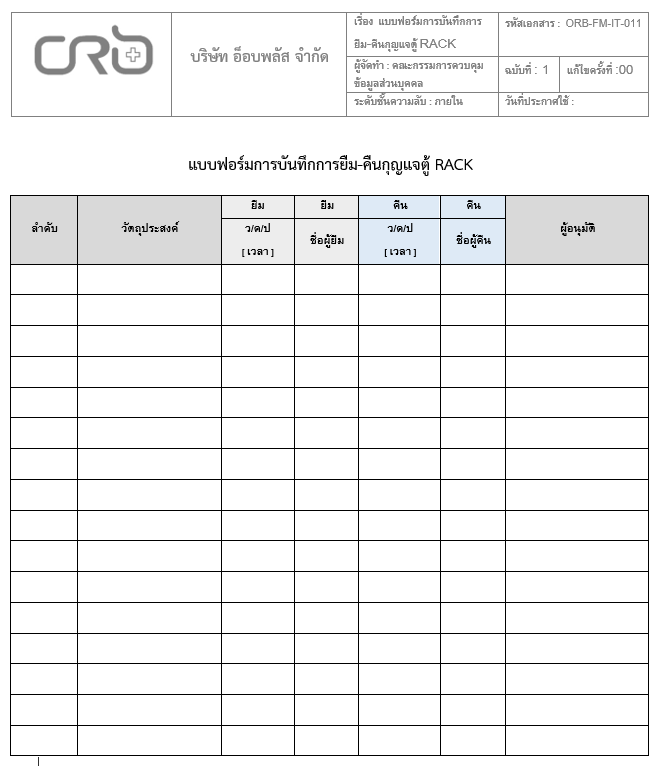 ORb
บริษัท อ็อบพลัส จำกัด
เรื่อง แบบฟอร์มการบันทึกการ
ยืม-คืนกุญแจตู้ RACK
รหัสเอกสาร : ORB-FM-IT-011
ผู้จัดทำ : คณะกรรมการควบคุม
ข้อมูลส่วนบุคคล
ฉบับที่ : 1
แก้ไขครั้งที่ :00
ระดับชั้นความลับ : ภายใน
วันที่ประกาศใช้ :
แบบฟอร์มการบันทึกการยืม-คืนกุญแจตู้ RACK
ลำดับ
วัตถุประสงค์
ยืม
ว/ด/ป
[ เวลา ]
ยืม
ชื่อผู้ยืม
คืน
ว/ด/ป
[ เวลา ]
คืน
ชื่อผู้คืน
ผู้อนุมัติ